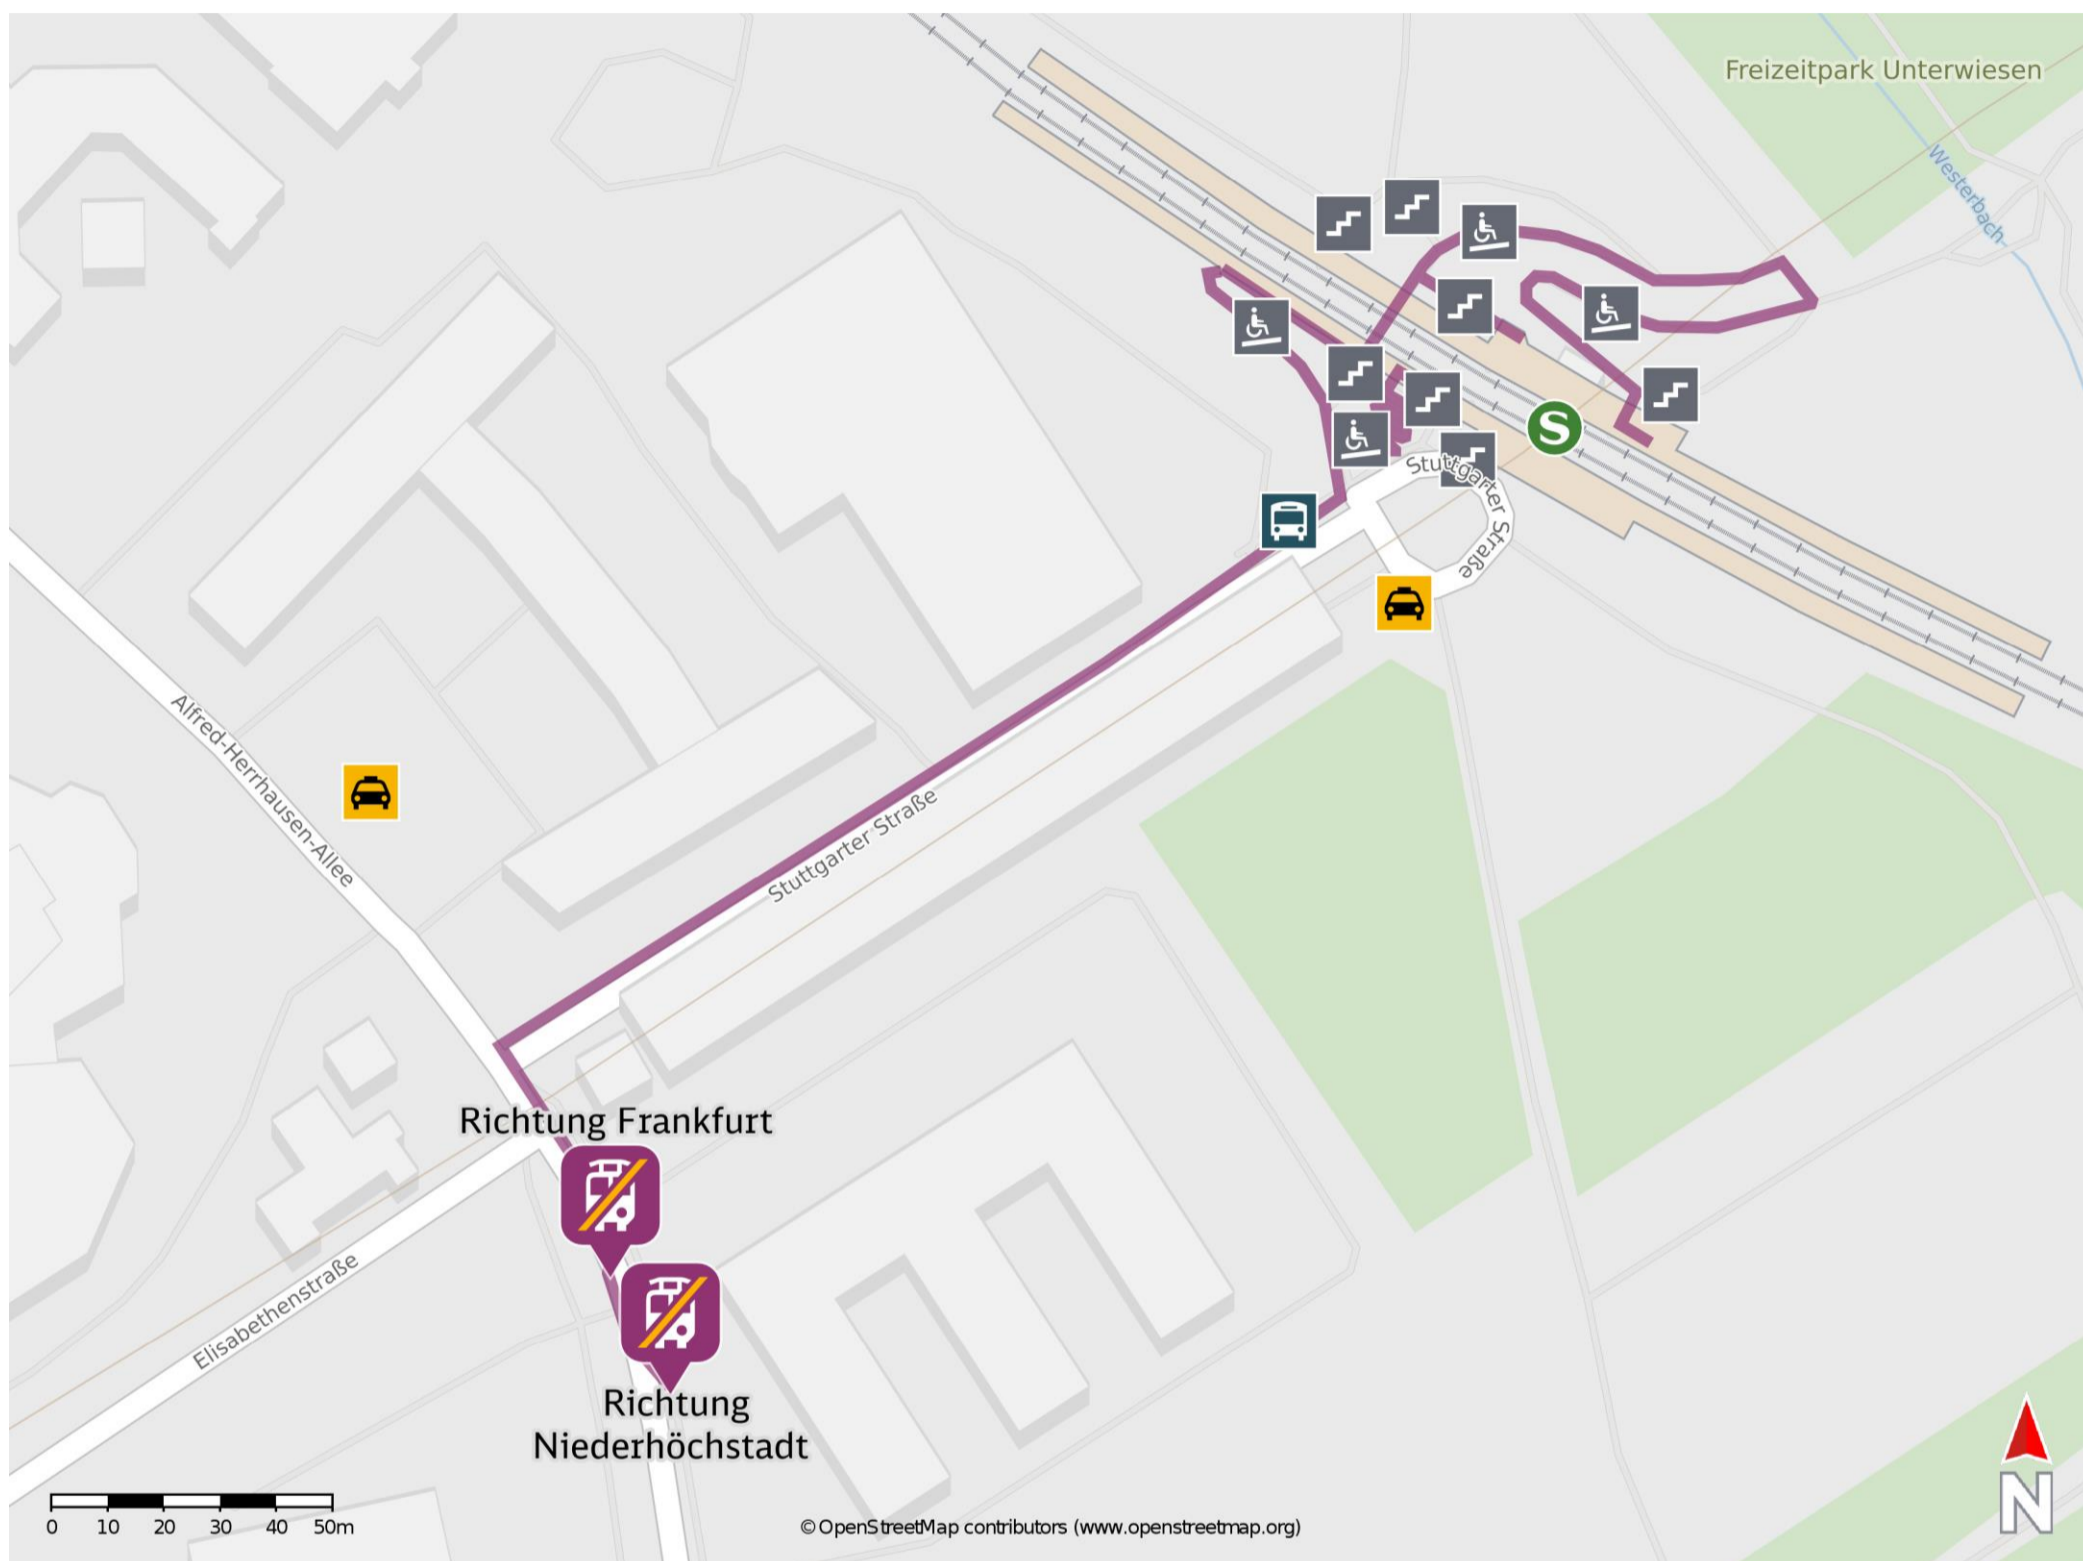 Freizeitpark Unterwiesen
Westerbach
S
Stuttgarter Straße
Alfred-Herrhausen-Allee
Stuttgarter Straße
Richtung Frankfurt
Elisabethenstraße
Richtung
Niederhöchstadt
N
0 10 20 30 40 50m
© OpenStreetMap contributors (www.openstreetmap.org)